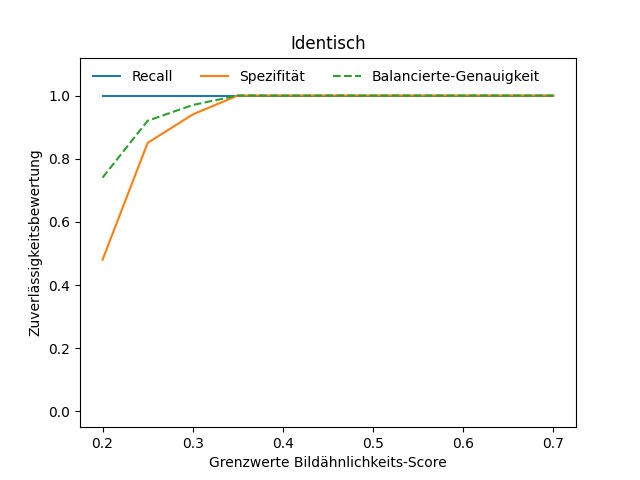 Identisch
Recall Spezifität Balancierte-Genauigkeit
1.0
0.8
0.6
0.4
0.2
0.0
Zuverlässigkeitsbewertung
0.2 0.3 0.4 0.5 0.6 0.7
Grenzwerte Bildähnlichkeits-Score